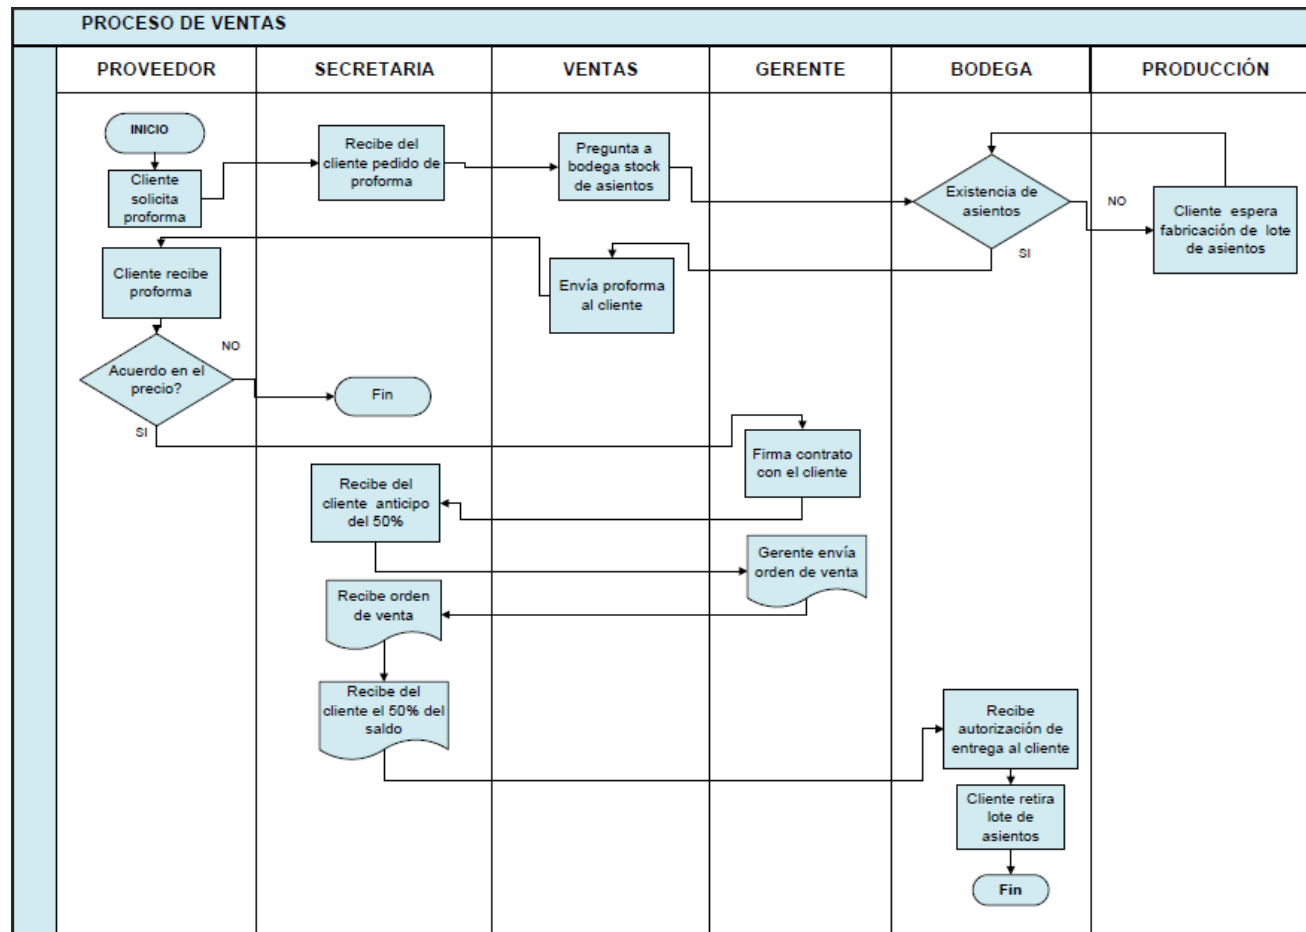 PROCESO DE VENTAS
PROVEEDOR
SECRETARIA
VENTAS
GERENTE
BODEGA
PRODUCCIÓN
INICIO
Cliente
solicita
proforma
Recibe del
cliente pedido de
proforma
Pregunta a
bodega stock
de asientos
Existencia de
asientos
NO
SI
Cliente espera
fabricación de lote
de asientos
Envía proforma
al cliente
Cliente recibe
proforma
Acuerdo en el
precio?
NO
SI
Fin
Firma contrato
con el cliente
Recibe del
cliente anticipo
del 50%
Gerente envía
orden de venta
Recibe orden
de venta
Recibe del
cliente el 50% del
saldo
Recibe
autorización de
entrega al cliente
Cliente retira
lote de
asientos
Fin